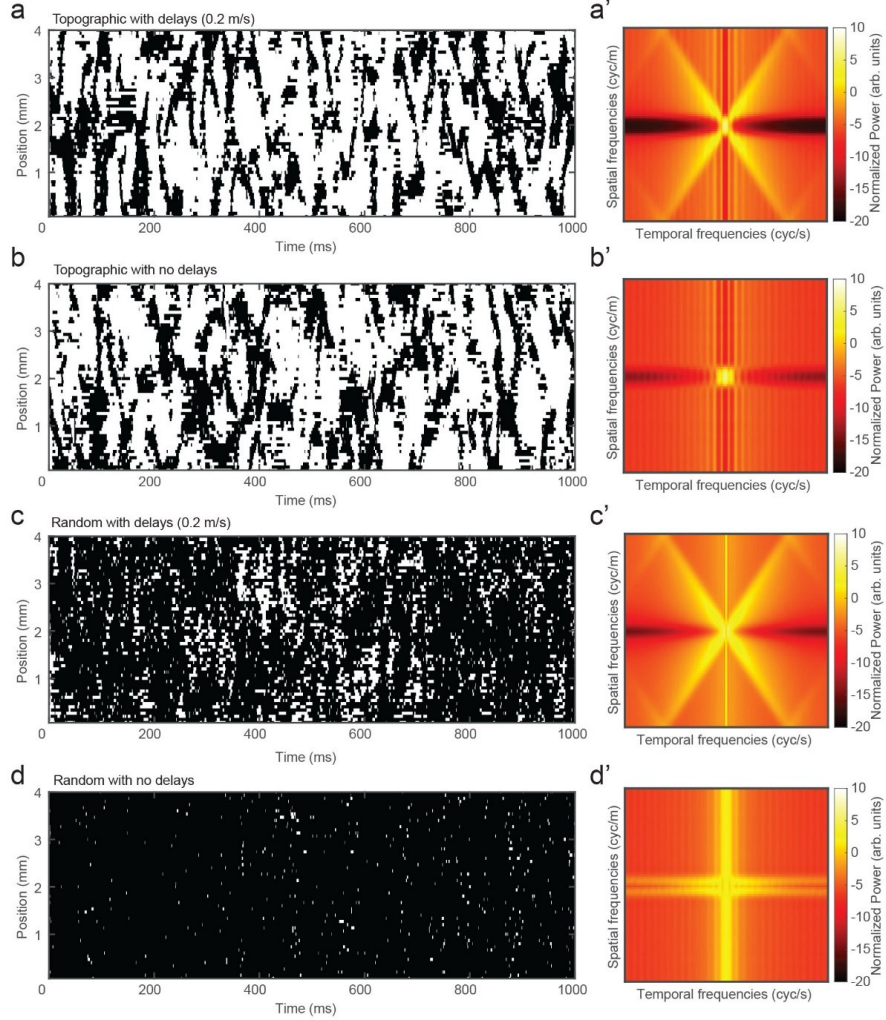 a
Topographic with delays (0.2 m/s)
4
3
2
1
Position (mm)
0
200
400
600
800
1000
Time (ms)
a’
Spatial frequencies (cyc/m)
Temporal frequencies (cyc/s)
10
5
0
-5
-10
-15
-20
Normalized Power (arb. units)
b
Topographic with no delays
4
3
2
1
Position (mm)
0
200
400
600
800
1000
Time (ms)
b’
Spatial frequencies (cyc/m)
Temporal frequencies (cyc/s)
10
5
0
-5
-10
-15
-20
Normalized Power (arb. units)
c
Random with delays (0.2 m/s)
4
3
2
1
Position (mm)
0
200
400
600
800
1000
Time (ms)
c’
Spatial frequencies (cyc/m)
Temporal frequencies (cyc/s)
10
5
0
-5
-10
-15
-20
Normalized Power (arb. units)
d
Random with no delays
4
3
2
1
Position (mm)
0
200
400
600
800
1000
Time (ms)
d’
Spatial frequencies (cyc/m)
Temporal frequencies (cyc/s)
10
5
0
-5
-10
-15
-20
Normalized Power (arb. units)